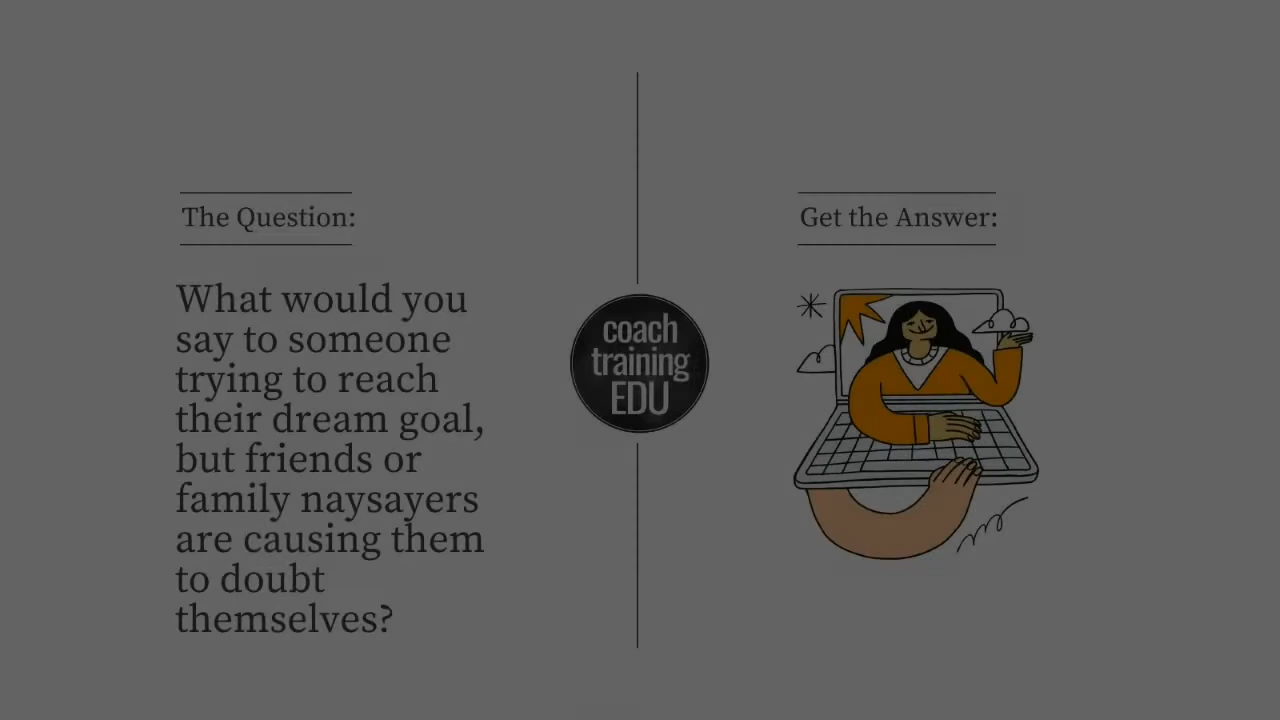 The Question:
What would you
say to someone
trying to reach
their dream goal,
but friends or
family naysayers
are causing them
to doubt
themselves?
coach
training
EDU
Get the Answer: